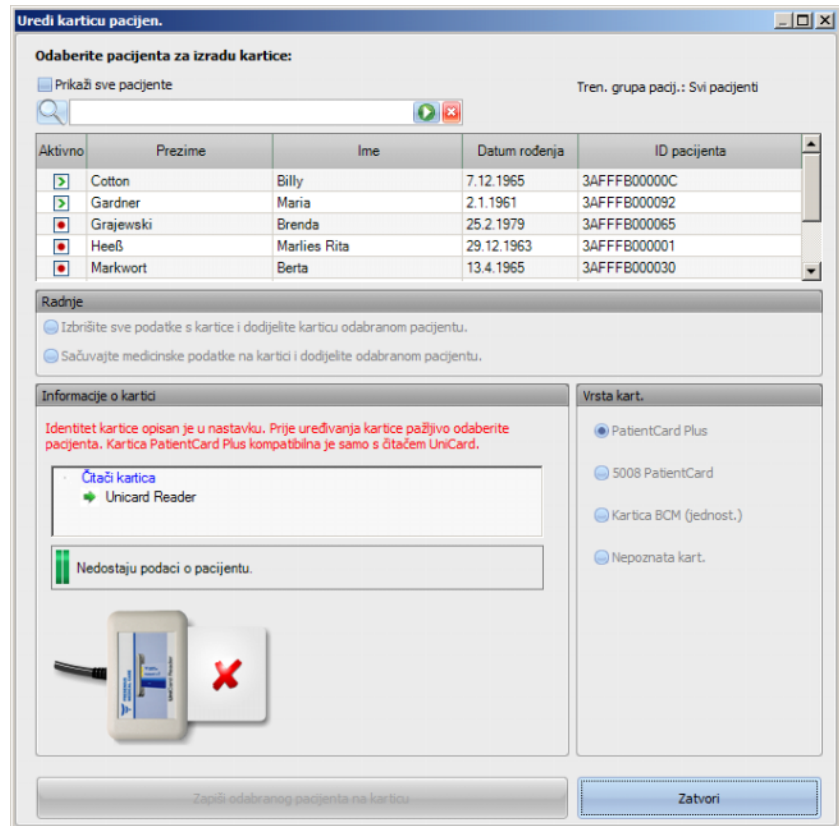 Uredi karticu pacijen.
Odaberite pacijenta za izradu kartice:
Prikaži sve pacijente
Tren. grupa pacij.: Svi pacijenti
Aktivno Prezime Ime Datum rođenja ID pacijenta
Cotton Billy 7.12.1965 3AFFFB00000C
Gardner Maria 2.1.1961 3AFFFB000092
Grajewski Brenda 25.2.1979 3AFFFB000065
Heeß Marlies Rita 29.12.1963 3AFFFB000001
Markwort Berta 13.4.1965 3AFFFB000030
Radnje
Izbrišite sve podatke s kartice i dodijelite karticu odabranom pacijentu.
Sačuvajte medicinske podatke na kartici i dodijelite odabranom pacijentu.
Informacije o kartici
Identitet kartice opisan je u nastavku. Prije uređivanja kartice pažljivo odaberite
pacijenta. Kartica PatientCard Plus kompatibilna je samo s čitačem UniCard.
Čitači kartica
Unicard Reader
Nedostaju podaci o pacijentu.
UniCard Reader
Vrsta kart.
PatientCard Plus
5008 PatientCard
Kartica BCM (jednost.)
Nepoznata kart.
Zapiši odabranog pacijenta na karticu
Zatvori